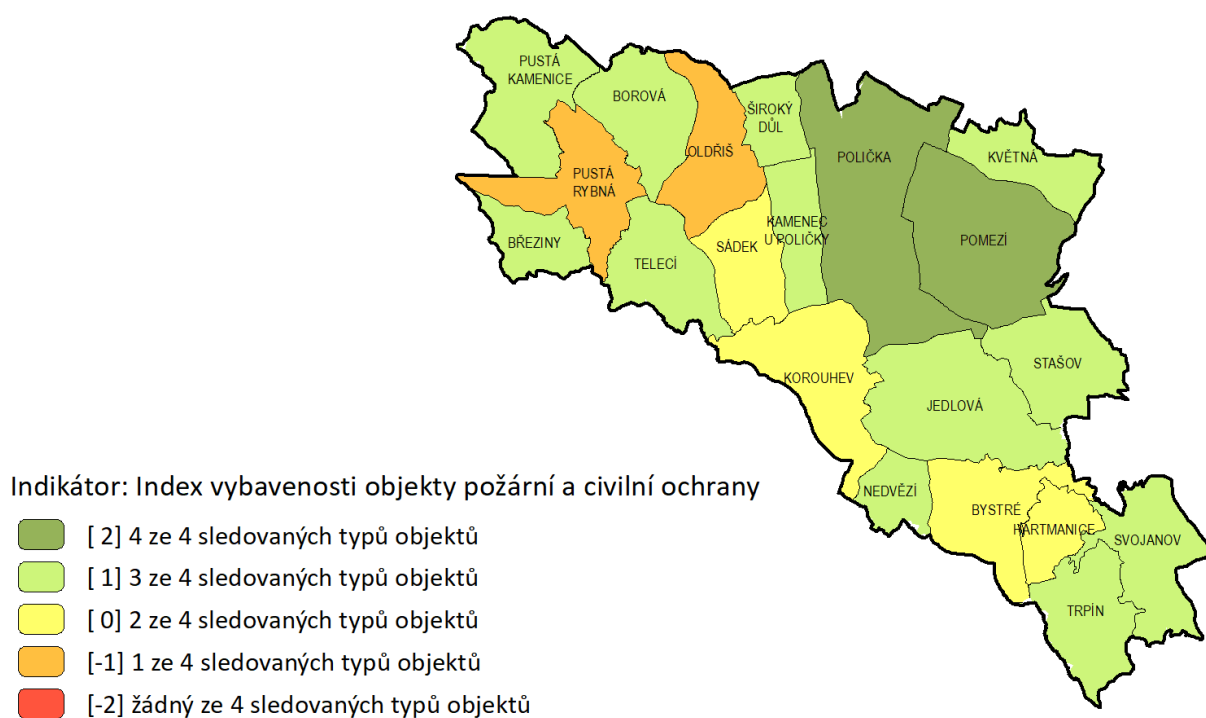 PUSTÁ
KAMENICE
BOROVÁ
ŠIROKÝ
DŮL
OLDŘIŠ
POLIČKA
KVĚTNÁ
PUSTÁ
RYBNÁ
KAMENEC
U POLIČKY
BŘEZINY
SÁDEK
POMEZÍ
TELECÍ
STAŠOV
KOROUHEV
JEDLOVÁ
NEDVĚZÍ
BYSTRÉ
HARTMANICE
SVOJANOV
TRPÍN
Indikátor: Index vybavenosti objekty požární a civilní ochrany
[ 2] 4 ze 4 sledovaných typů objektů
[ 1] 3 ze 4 sledovaných typů objektů
[ 0] 2 ze 4 sledovaných typů objektů
[-1] 1 ze 4 sledovaných typů objektů
[-2] žádný ze 4 sledovaných typů objektů